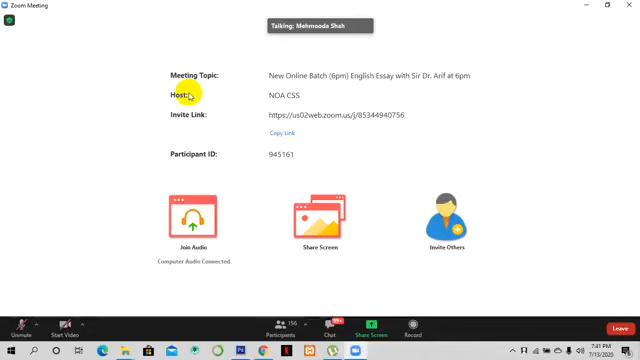 Zoom Meeting
Talking: Mehmooda Shah
Meeting Topic: New Online Batch (6pm) English Essay with Sir Dr. Arif at 6pm
Host: NOA CSS
Invite Link: https://us02web.zoom.us/j/85344940756
Copy Link
Participant ID: 945161
Join Audio Share Screen Invite Others
Computer Audio Connected
156 99+
Unmute Start Video Participants Chat Share Screen Record Leave
7:41 PM
7/13/2020